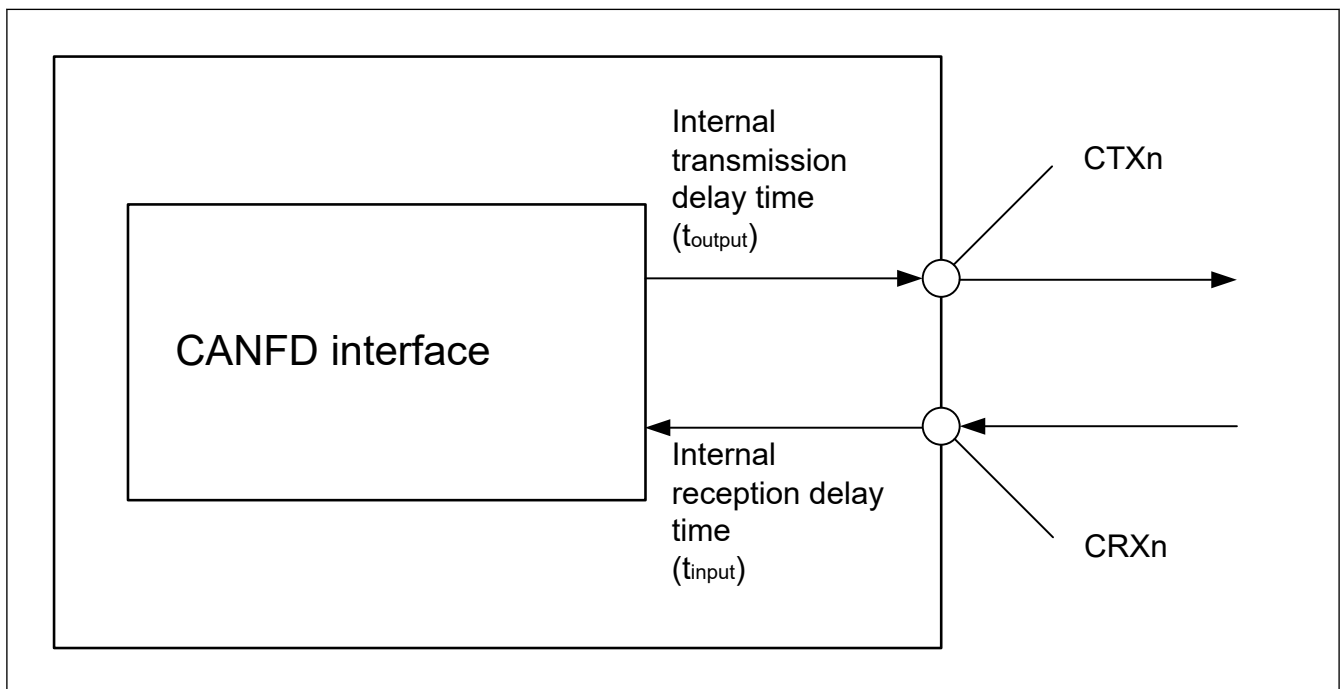 Internal
transmission
delay time
(toutput)
CTXn
CANFD interface
Internal
reception delay
time
(tinput)
CRXn